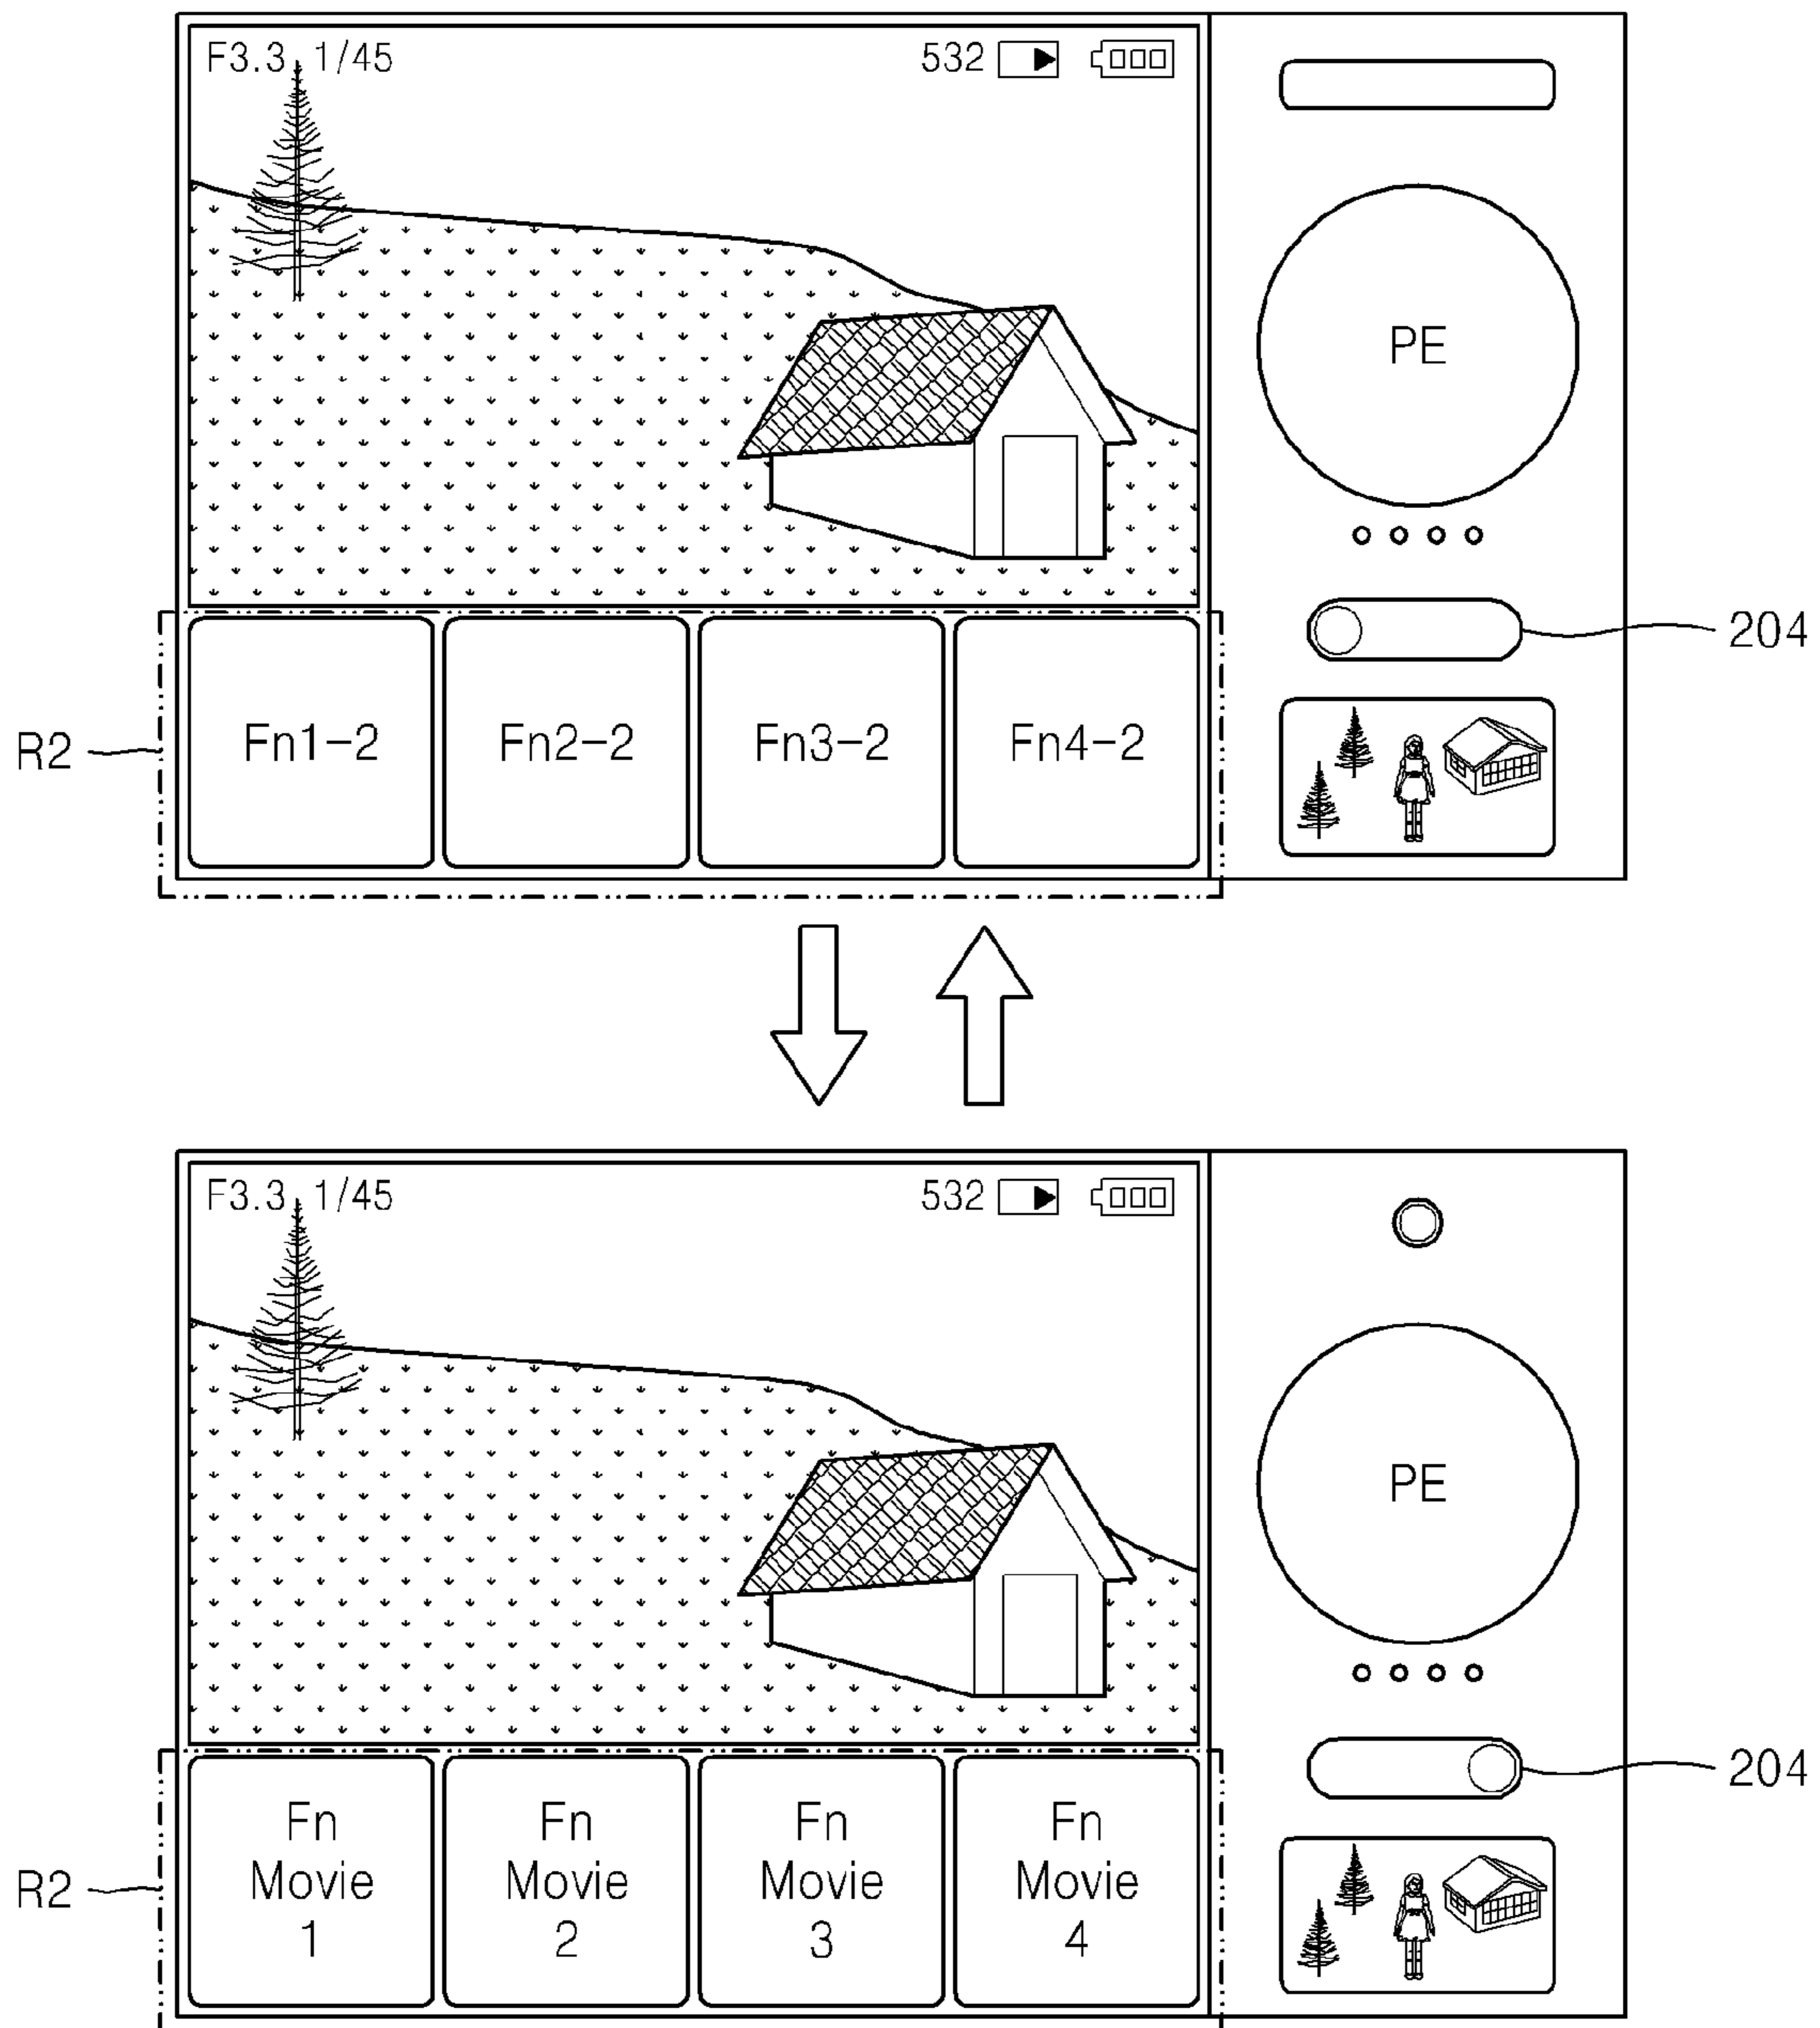 F3.3 1/45 532
PE
204
R2
Fn1-2 Fn2-2 Fn3-2 Fn4-2
F3.3 1/45 532
PE
204
R2
Fn Fn Fn Fn
Movie Movie Movie Movie
1 2 3 4